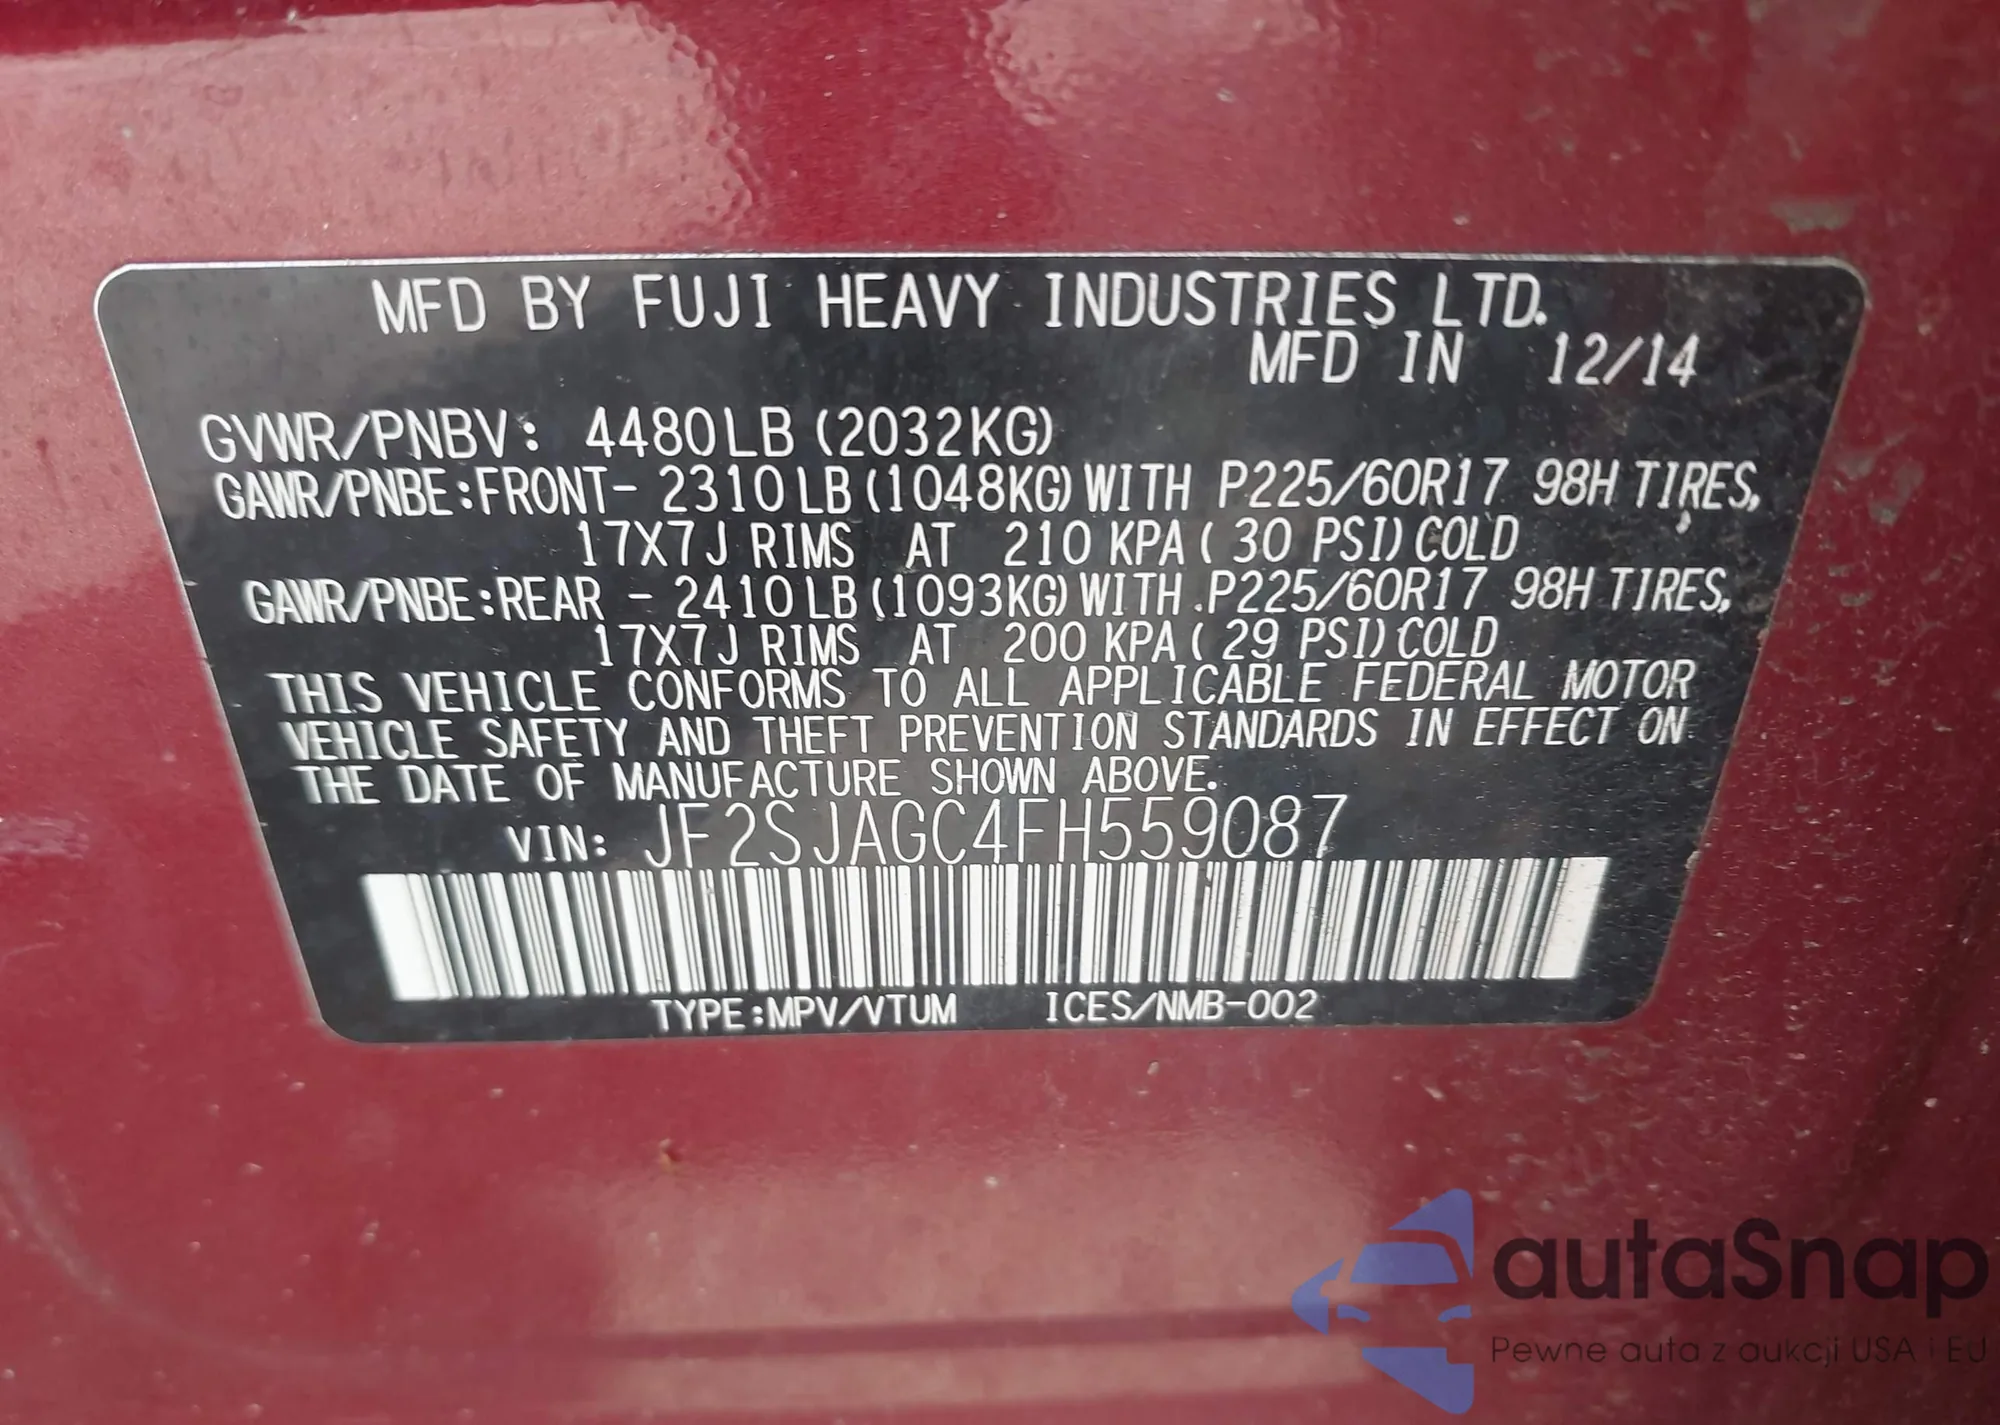 MFD BY FUJI HEAVY INDUSTRIES LTD.
MFD IN 12/14
GVWR/PNBV: 4480LB (2032KG)
GAWR/PNBE:FRONT- 2310LB (1048KG) WITH P225/60R17 98H TIRES,
17X7J RIMS AT 210 KPA ( 30 PSI) COLD
GAWR/PNBE:REAR - 2410LB (1093KG) WITH P225/60R17 98H TIRES,
17X7J RIMS AT 200 KPA ( 29 PSI) COLD
THIS VEHICLE CONFORMS TO ALL APPLICABLE FEDERAL MOTOR
VEHICLE SAFETY AND THEFT PREVENTION STANDARDS IN EFFECT ON
THE DATE OF MANUFACTURE SHOWN ABOVE.
VIN: JF2SJAGC4FH559087
TYPE:MPV/VTUM ICES/NMB-002
autaSnap
Pewne auta z aukcji USA i EU